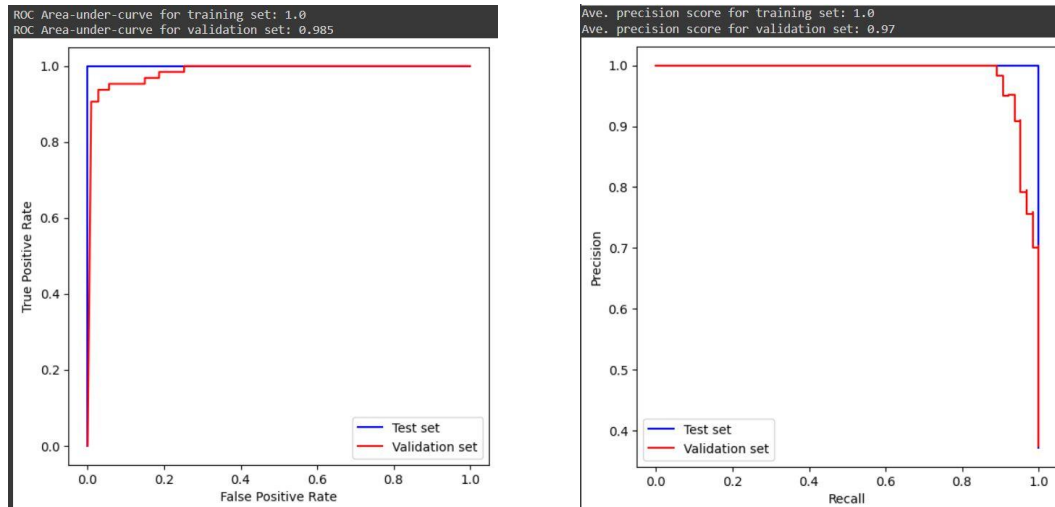 ROC Area-under-curve for training set: 1.0
ROC Area-under-curve for validation set: 0.985
1.0
0.8
0.6
0.4
0.2
0.0
True Positive Rate
Test set
Validation set
0.0 0.2 0.4 0.6 0.8 1.0
False Positive Rate
Ave. precision score for training set: 1.0
Ave. precision score for validation set: 0.97
1.0
0.9
0.8
0.7
0.6
0.5
0.4
Precision
Test set
Validation set
0.0 0.2 0.4 0.6 0.8 1.0
Recall